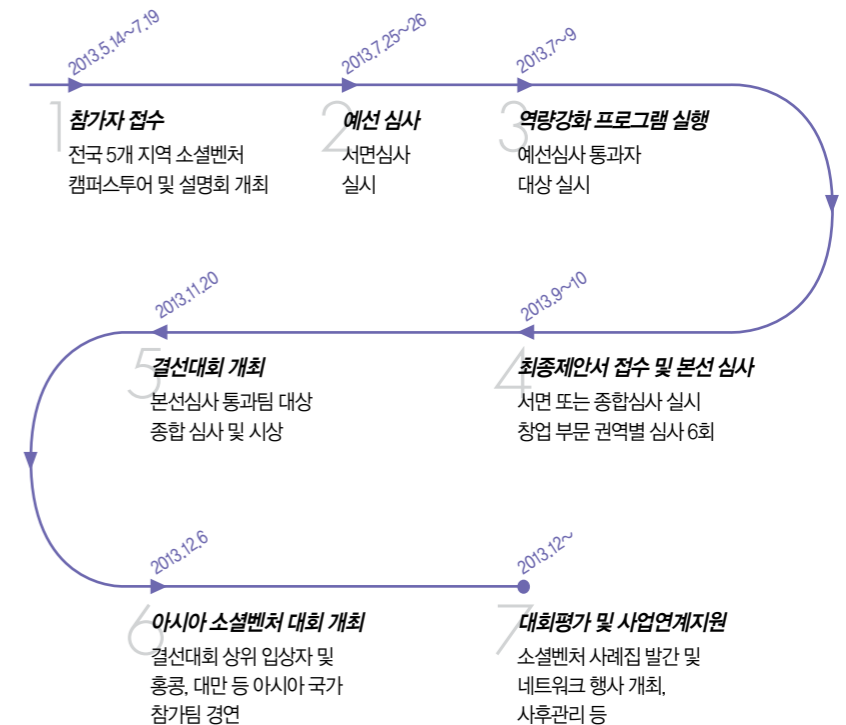 2013.5.14~7.19
1
참가자 접수
전국 5개 지역 소셜벤처
캠퍼스투어 및 설명회 개최
2013.7.25~26
2
예선 심사
서면심사
실시
2013.7~9
3
역량강화 프로그램 실행
예선심사 통과자
대상 실시
2013.9~10
4
최종제안서 접수 및 본선 심사
서면 또는 종합심사 실시
창업 부문 권역별 심사 6회
2013.11.20
5
결선대회 개최
본선심사 통과팀 대상
종합 심사 및 시상
2013.12.6
6
아시아 소셜벤처 대회 개최
결선대회 상위 입상자 및
홍콩, 대만 등 아시아 국가
참가팀 경연
2013.12~
7
대회평가 및 사업연계지원
소셜벤처 사례집 발간 및
네트워크 행사 개최,
사후관리 등